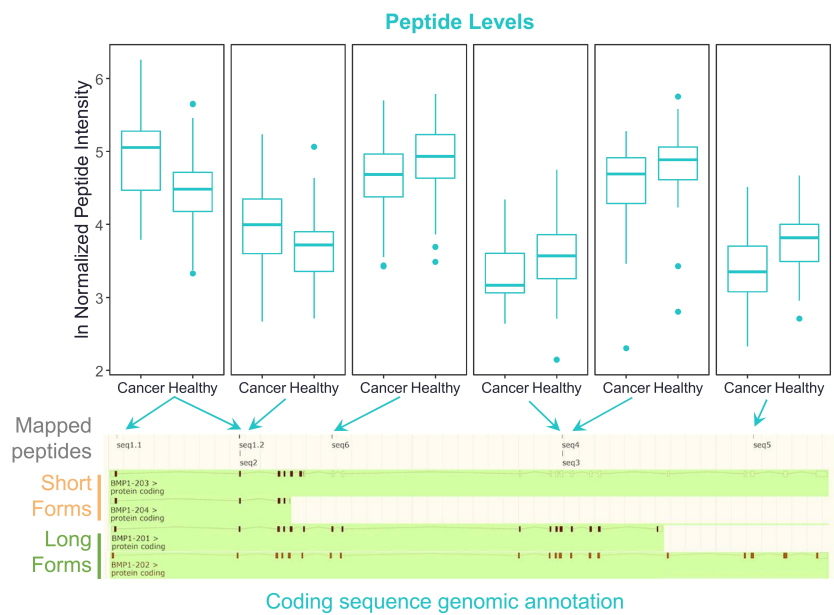 Peptide Levels
ln Normalized Peptide Intensity
6
5
4
3
2
Cancer Healthy Cancer Healthy Cancer Healthy Cancer Healthy Cancer Healthy Cancer Healthy
Mapped
peptides
seq1.1 seq1.2 seq6 seq4 seq5
seq2 seq3
Short
Forms
BMP1-203 >
protein coding
BMP1-204 >
protein coding
Long
Forms
BMP1-201 >
protein coding
BMP1-202 >
protein coding
Coding sequence genomic annotation